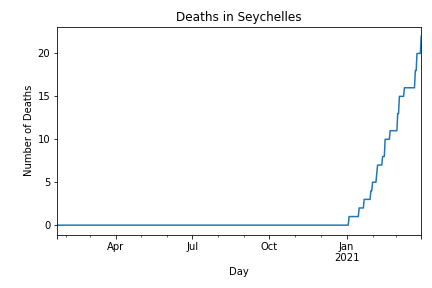 Deaths in Seychelles
Number of Deaths
20
15
10
5
0
Apr
Jul
Oct
Jan
2021
Day